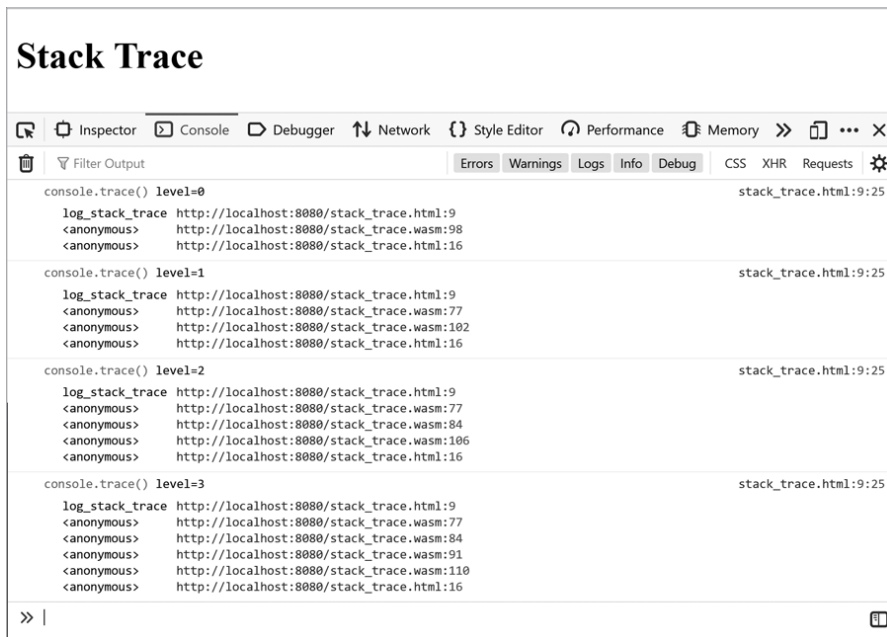 Stack Trace
Inspector Console Debugger Network Style Editor Performance Memory
Filter Output Errors Warnings Logs Info Debug CSS XHR Requests
console.trace() level=0 stack_trace.html:9:25
log_stack_trace http://localhost:8080/stack_trace.html:9
<anonymous> http://localhost:8080/stack_trace.wasm:98
<anonymous> http://localhost:8080/stack_trace.html:16
console.trace() level=1 stack_trace.html:9:25
log_stack_trace http://localhost:8080/stack_trace.html:9
<anonymous> http://localhost:8080/stack_trace.wasm:77
<anonymous> http://localhost:8080/stack_trace.wasm:102
<anonymous> http://localhost:8080/stack_trace.html:16
console.trace() level=2 stack_trace.html:9:25
log_stack_trace http://localhost:8080/stack_trace.html:9
<anonymous> http://localhost:8080/stack_trace.wasm:77
<anonymous> http://localhost:8080/stack_trace.wasm:84
<anonymous> http://localhost:8080/stack_trace.wasm:106
<anonymous> http://localhost:8080/stack_trace.html:16
console.trace() level=3 stack_trace.html:9:25
log_stack_trace http://localhost:8080/stack_trace.html:9
<anonymous> http://localhost:8080/stack_trace.wasm:77
<anonymous> http://localhost:8080/stack_trace.wasm:84
<anonymous> http://localhost:8080/stack_trace.wasm:91
<anonymous> http://localhost:8080/stack_trace.wasm:110
<anonymous> http://localhost:8080/stack_trace.html:16